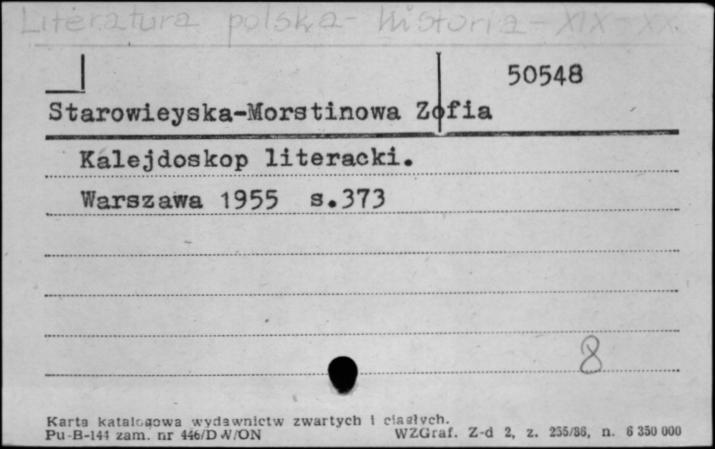 Literatura polska - historia - XIX - XX.
50548
Starowieyska-Morstinowa Zofia
Kalejdoskop literacki.
Warszawa 1955 s.373
8
Karta katalogowa wydawnictw zwartych i ciągłych.
Pu-B-144 zam. nr 446/DW/ON WZGraf. Z-d 2, z. 235/86, n. 6 350 000